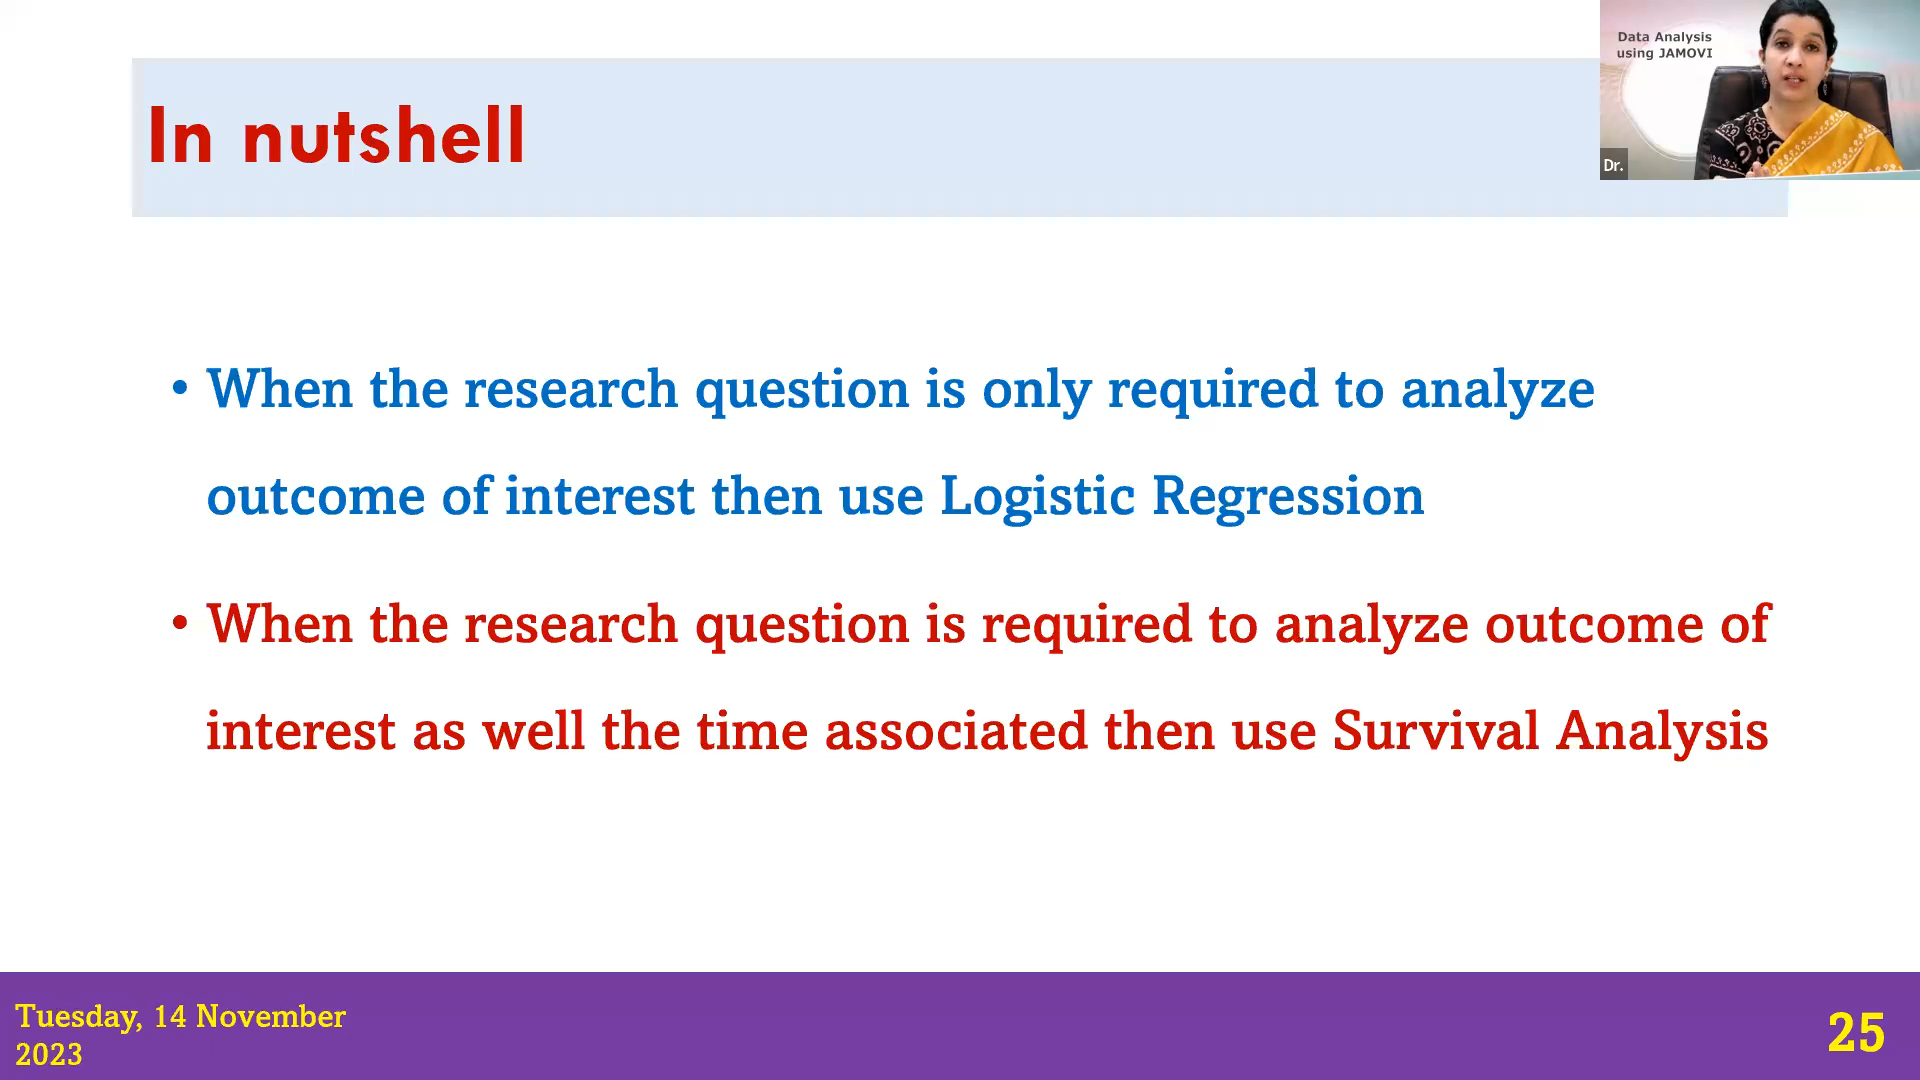 Data Analysis
using JAMOVI
Dr.
In nutshell
• When the research question is only required to analyze
outcome of interest then use Logistic Regression
• When the research question is required to analyze outcome of
interest as well the time associated then use Survival Analysis
Tuesday, 14 November
2023
25